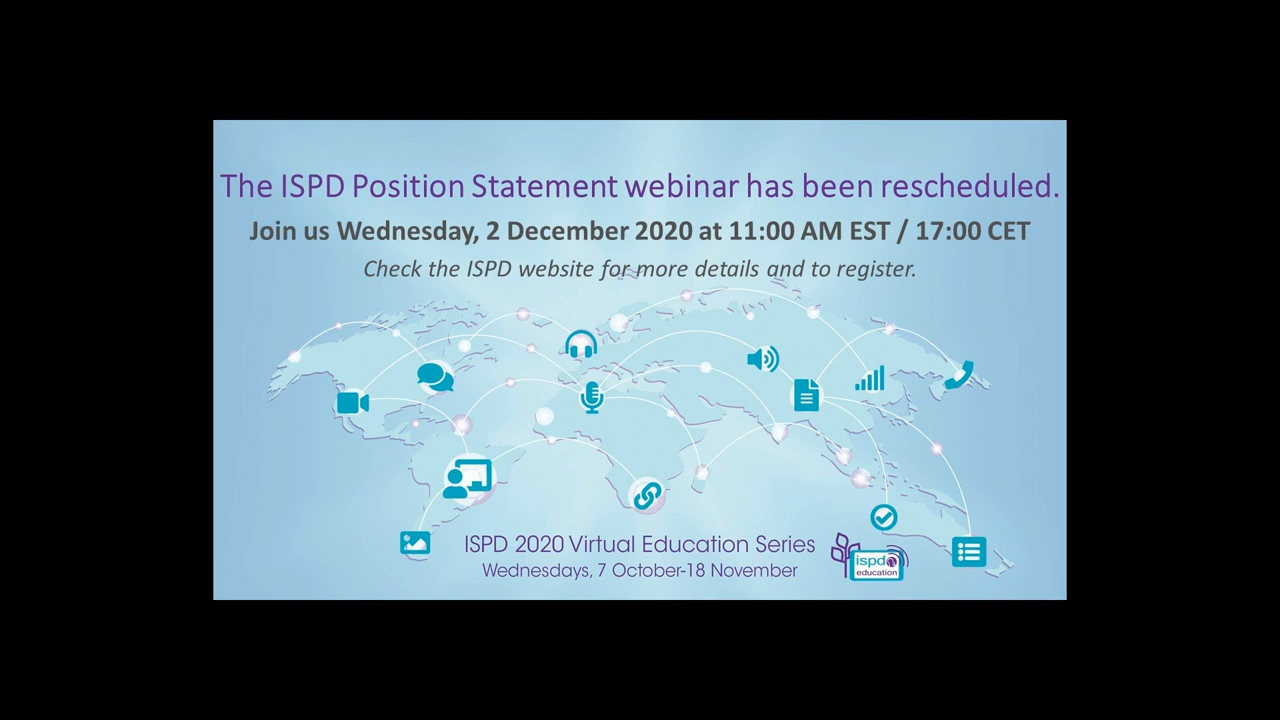 The ISPD Position Statement webinar has been rescheduled.
Join us Wednesday, 2 December 2020 at 11:00 AM EST / 17:00 CET
Check the ISPD website for more details and to register.
ISPD 2020 Virtual Education Series
Wednesdays, 7 October-18 November
ispd
education